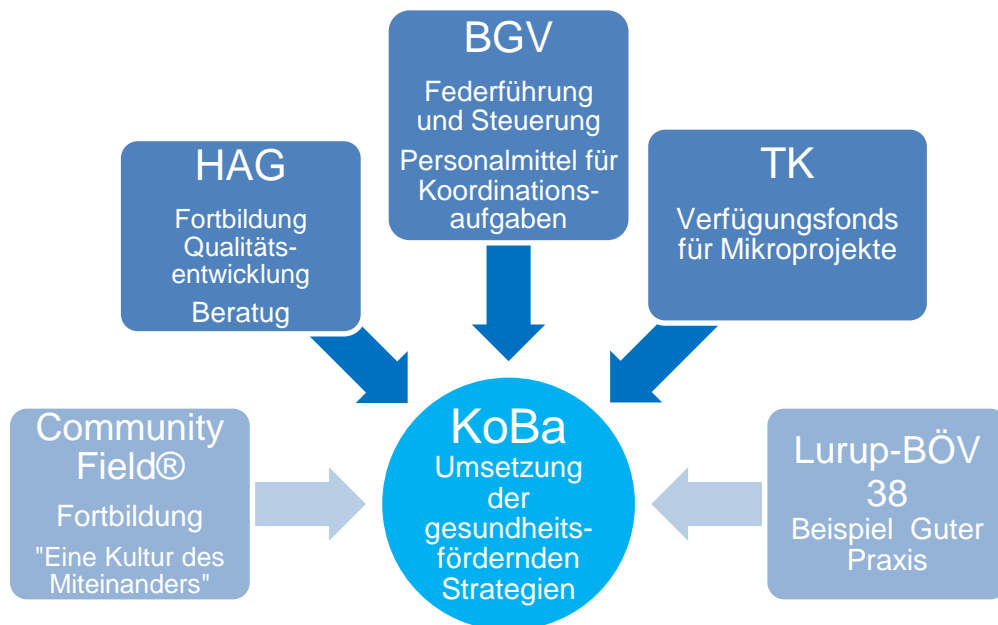 BGV
Federführung
und Steuerung
Personalmittel für
Koordinations-
aufgaben
HAG
Fortbildung
Qualitäts-
entwicklung
Beratug
TK
Verfügungsfonds
für Mikroprojekte
Community
Field®
Fortbildung
"Eine Kultur des
Miteinanders"
KoBa
Umsetzung
der
gesundheits-
fördernden
Strategien
Lurup-BÖV
38
Beispiel Guter
Praxis